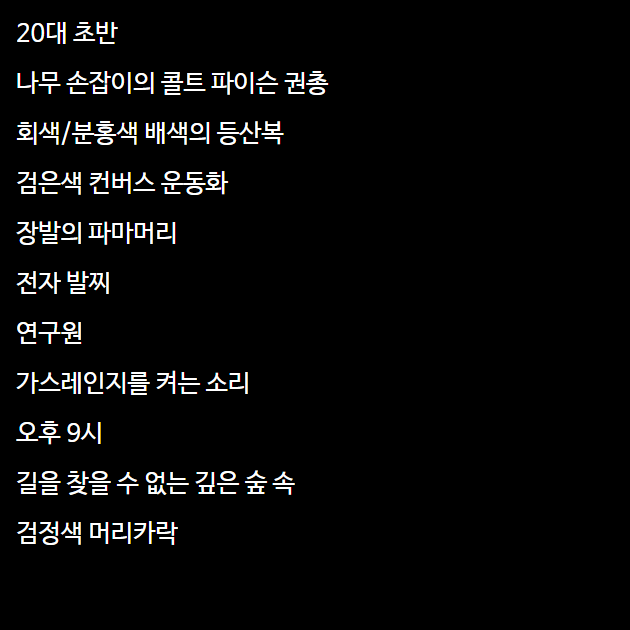 20대 초반
나무 손잡이의 콜트 파이슨 권총
회색/분홍색 배색의 등산복
검은색 컨버스 운동화
장발의 파마머리
전자 발찌
연구원
가스레인지를 켜는 소리
오후 9시
길을 찾을 수 없는 깊은 숲 속
검정색 머리카락